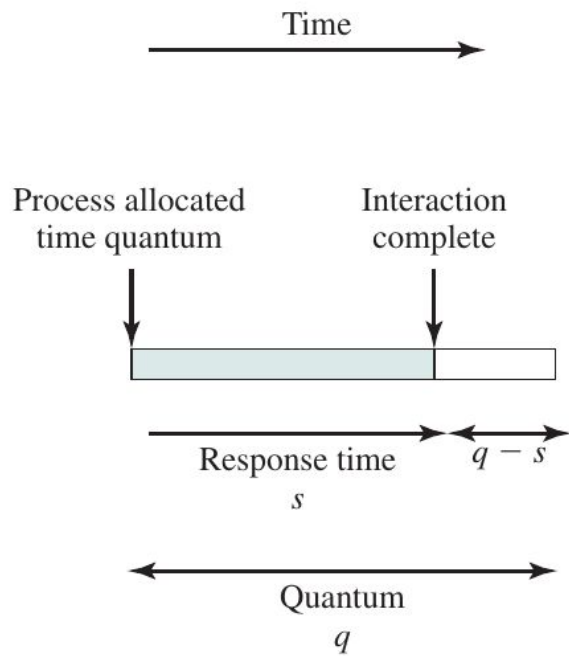 Time
Process allocated
time quantum
Interaction
complete
Response time
s
q − s
Quantum
q